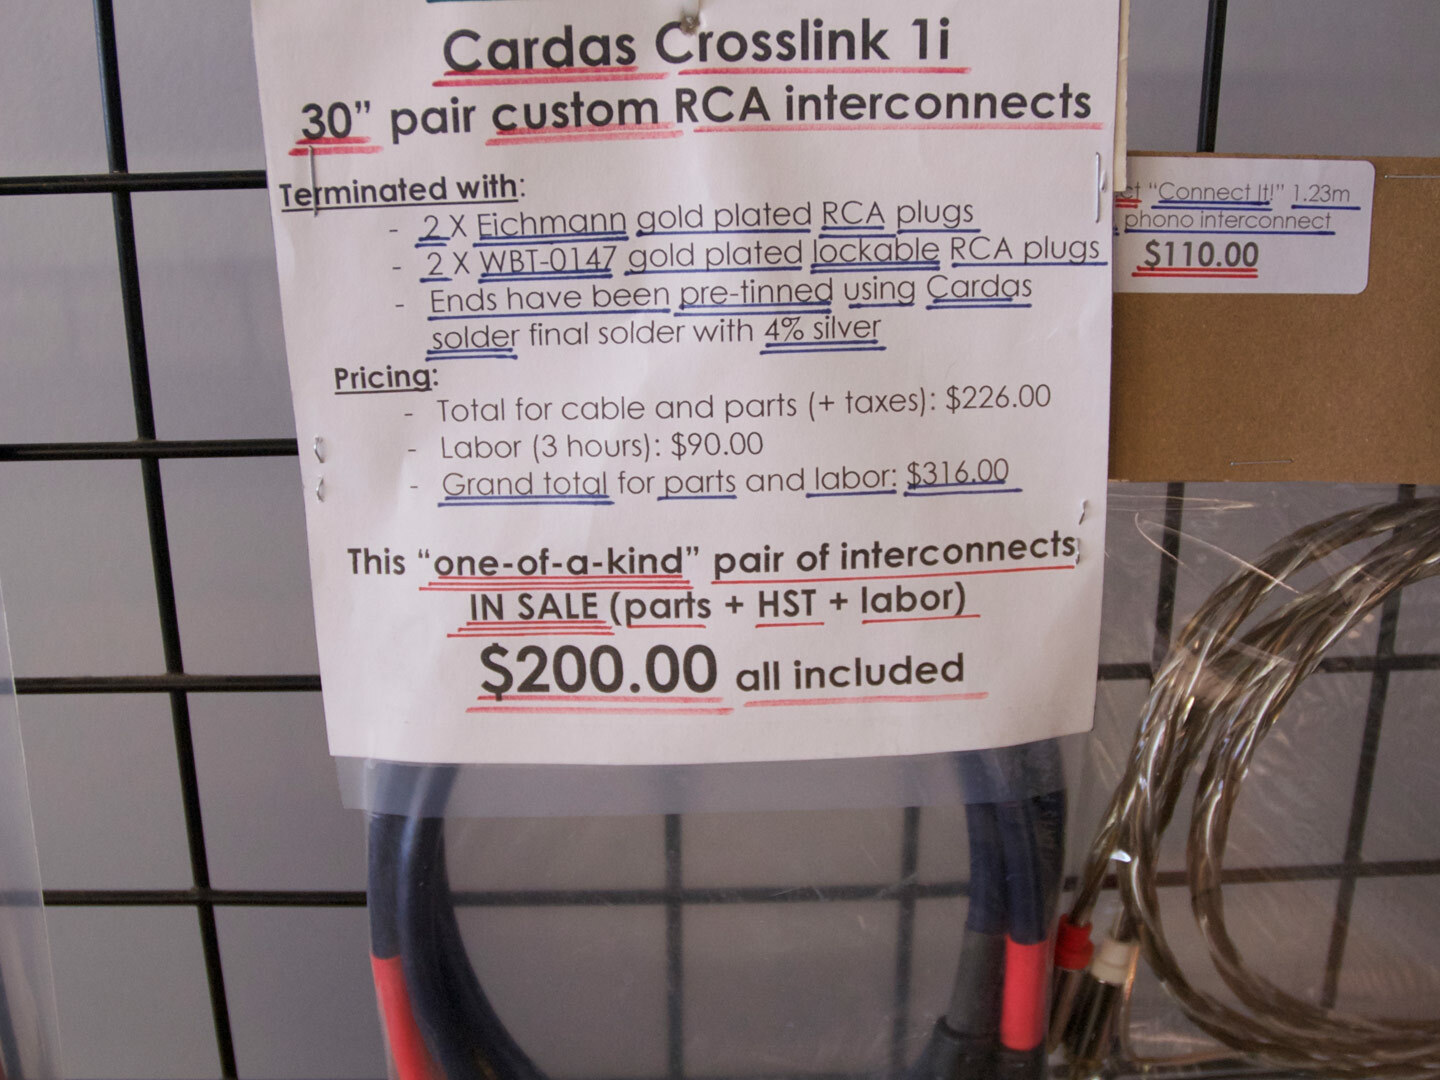 Cardas Crosslink 1i
30” pair custom RCA interconnects
Terminated with:
- 2 X Eichmann gold plated RCA plugs
- 2 X WBT-0147 gold plated lockable RCA plugs
- Ends have been pre-tinned using Cardas
solder final solder with 4% silver
Pricing:
- Total for cable and parts (+ taxes): $226.00
- Labor (3 hours): $90.00
- Grand total for parts and labor: $316.00
This “one-of-a-kind” pair of interconnects
IN SALE (parts + HST + labor)
$200.00 all included
“Connect It!” 1.23m
phono interconnect
$110.00